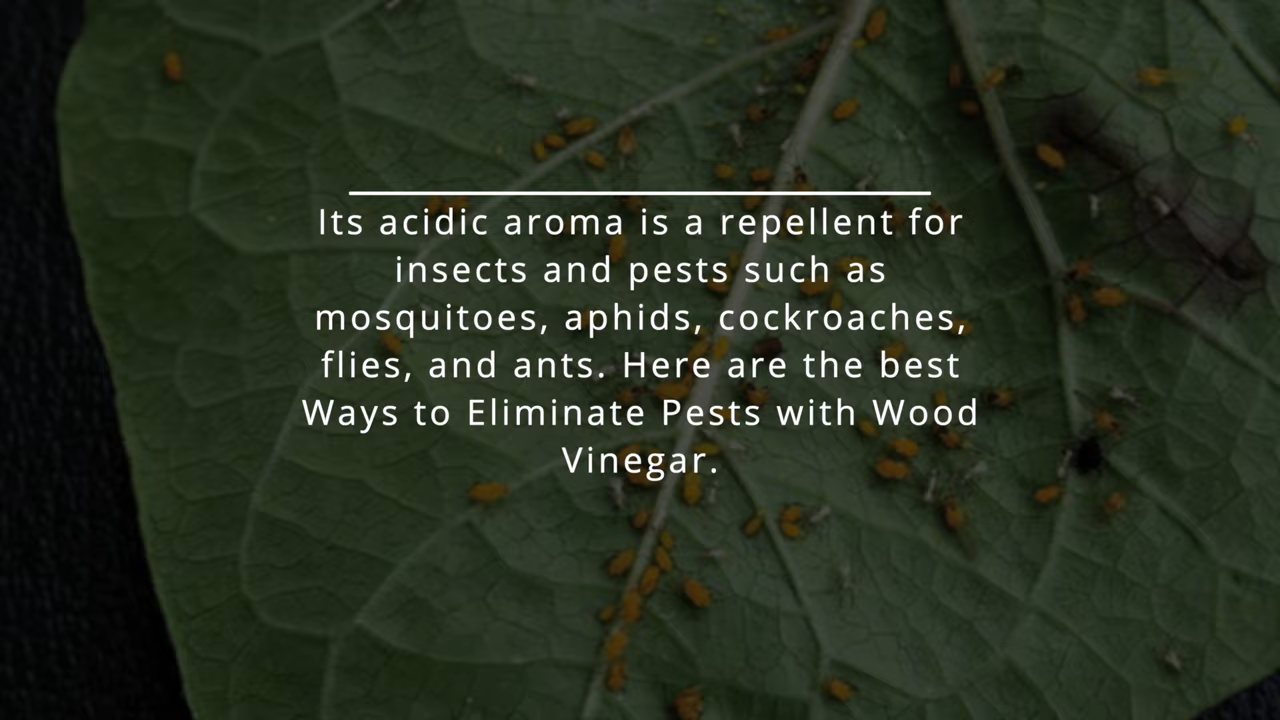 Its acidic aroma is a repellent for
insects and pests such as
mosquitoes, aphids, cockroaches,
flies, and ants. Here are the best
Ways to Eliminate Pests with Wood
Vinegar.